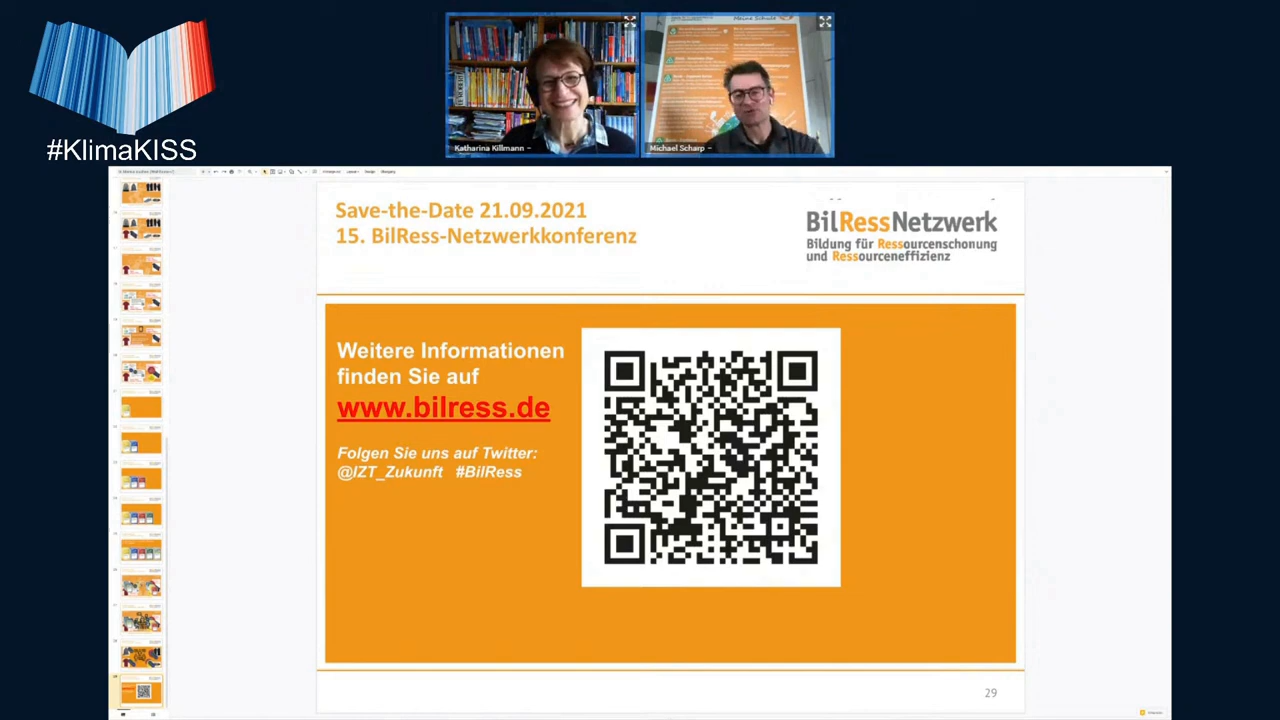 #KlimaKISS
Katharina Killmann
Michael Scharp
Save-the-Date 21.09.2021
15. BilRess-Netzwerkkonferenz
BilRessNetzwerk
Bildung für Ressourcenschonung
und Ressourceneffizienz
Weitere Informationen
finden Sie auf
www.bilress.de
Folgen Sie uns auf Twitter:
@IZT_Zukunft #BilRess
29